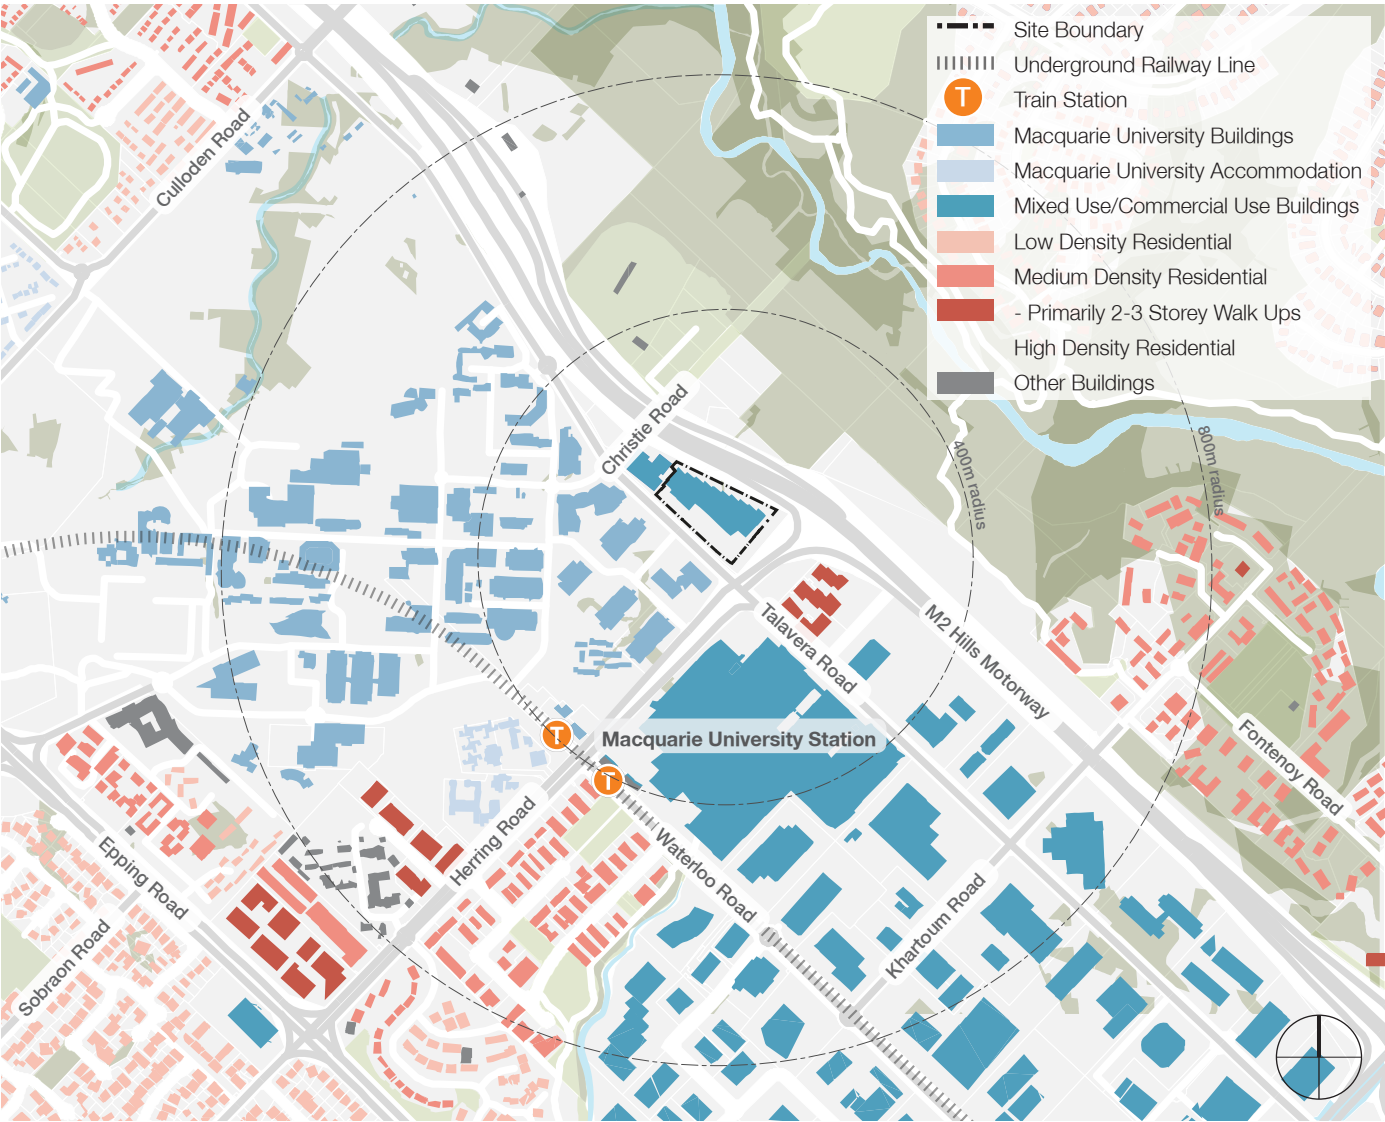 Site Boundary
Underground Railway Line
T
Train Station
Macquarie University Buildings
Macquarie University Accommodation
Mixed Use/Commercial Use Buildings
Low Density Residential
Medium Density Residential
- Primarily 2-3 Storey Walk Ups
High Density Residential
Other Buildings
Culloden Road
Christie Road
400m radius
800m radius
Talavera Road
M2 Hills Motorway
Fontenoy Road
T
Macquarie University Station
T
Herring Road
Waterloo Road
Khartoum Road
Epping Road
Sobraon Road